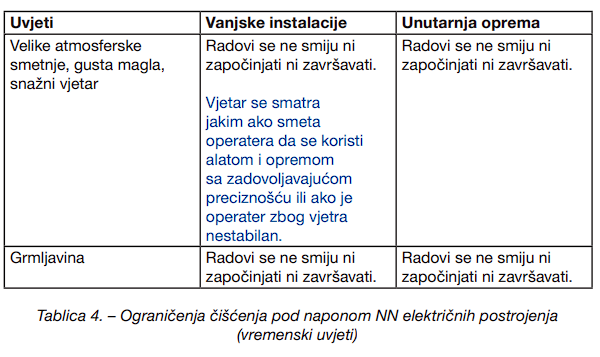 Uvjeti
Vanjske instalacije
Unutarnja oprema
Velike atmosferske
smetnje, gusta magla,
snažni vjetar
Radovi se ne smiju ni
započinjati ni završavati.
Vjetar se smatra
jakim ako smeta
operatera da se koristi
alatom i opremom
sa zadovoljavajućom
preciznošću ili ako je
operater zbog vjetra
nestabilan.
Radovi se ne smiju ni
započinjati ni završavati.
Grmljavina
Radovi se ne smiju ni
započinjati ni završavati.
Radovi se ne smiju ni
započinjati ni završavati.
Tablica 4. – Ograničenja čišćenja pod naponom NN električnih postrojenja
(vremenski uvjeti)